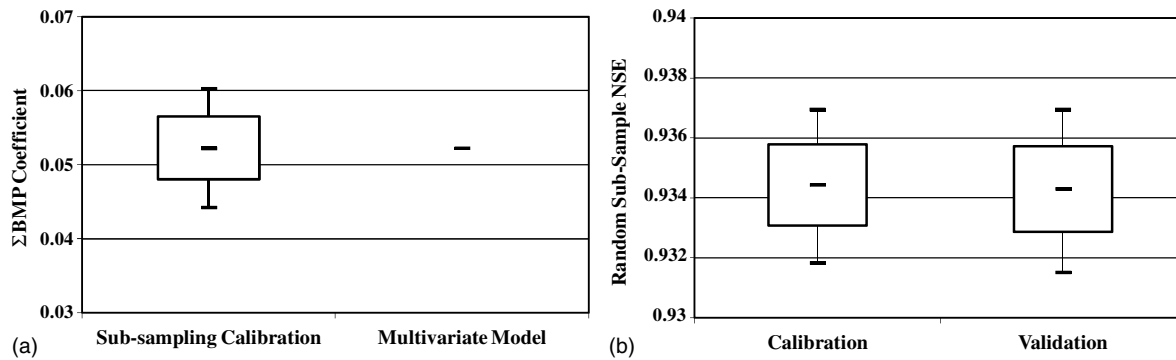 0.07
0.06
0.05
0.04
0.03
ΣBMP Coefficient
Sub-sampling Calibration
Multivariate Model
(a)
0.94
0.938
0.936
0.934
0.932
0.93
Random Sub-Sample NSE
Calibration
Validation
(b)